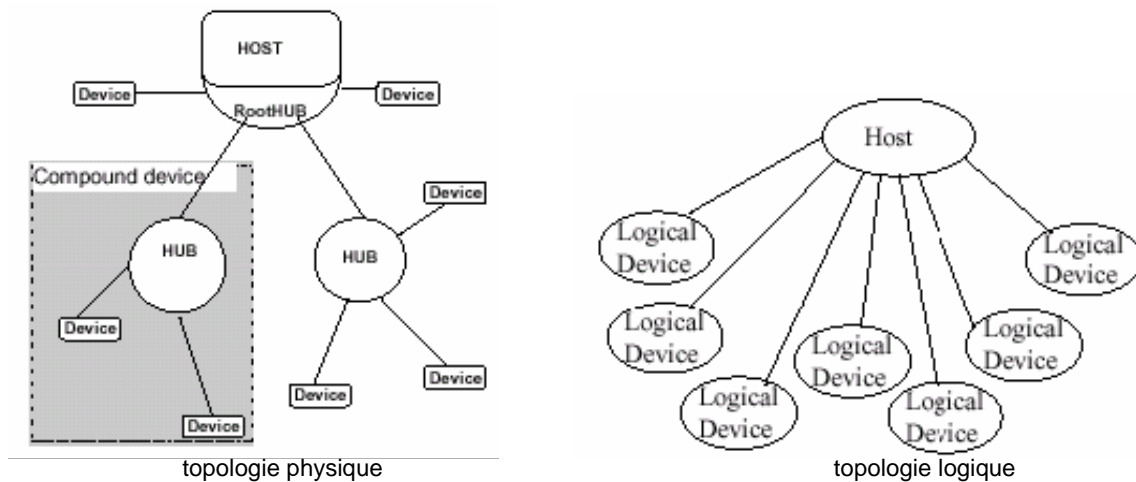 HOST
Device
Device
RootHUB
Compound device
Device
HUB
HUB
Device
Device
Device
Device
topologie physique
Host
Logical
Device
Logical
Device
Logical
Device
Logical
Device
Logical
Device
Logical
Device
Logical
Device
topologie logique